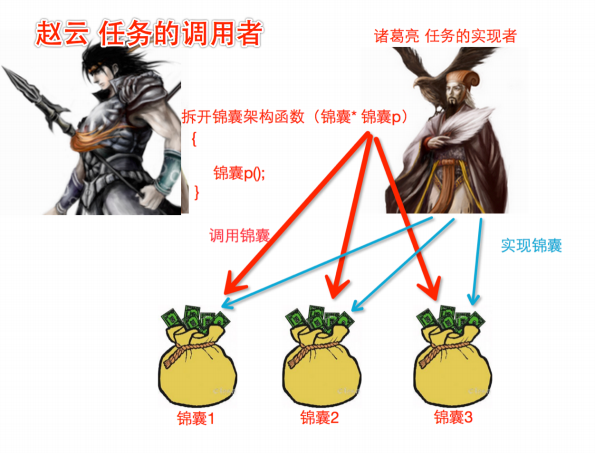 赵云 任务的调用者
诸葛亮 任务的实现者
拆开锦囊架构函数（锦囊* 锦囊p）
{
锦囊p();
}
调用锦囊
实现锦囊
锦囊1
锦囊2
锦囊3